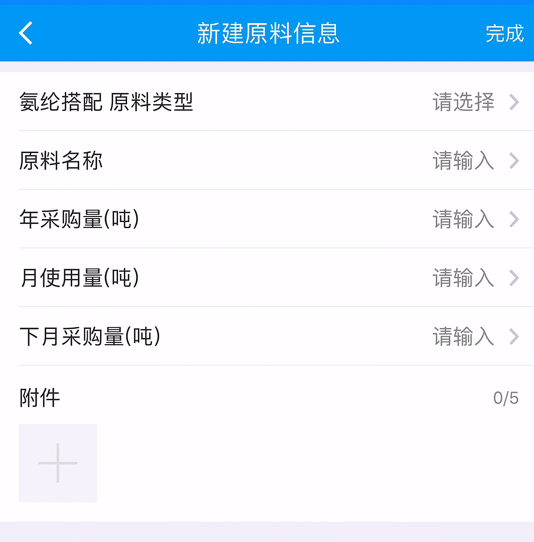 新建原料信息 完成
氨纶搭配 原料类型 请选择
原料名称 请输入
年采购量(吨) 请输入
月使用量(吨) 请输入
下月采购量(吨) 请输入
附件 0/5